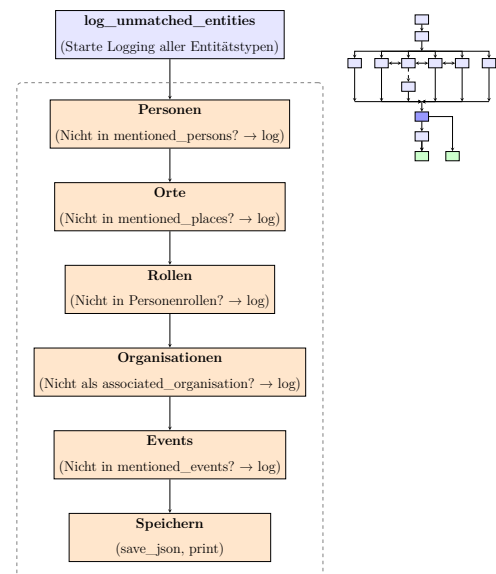 log_unmatched_entities
(Starte Logging aller Entitätstypen)
Personen
(Nicht in mentioned_persons? → log)
Orte
(Nicht in mentioned_places? → log)
Rollen
(Nicht in Personenrollen? → log)
Organisationen
(Nicht als associated_organisation? → log)
Events
(Nicht in mentioned_events? → log)
Speichern
(save_json, print)